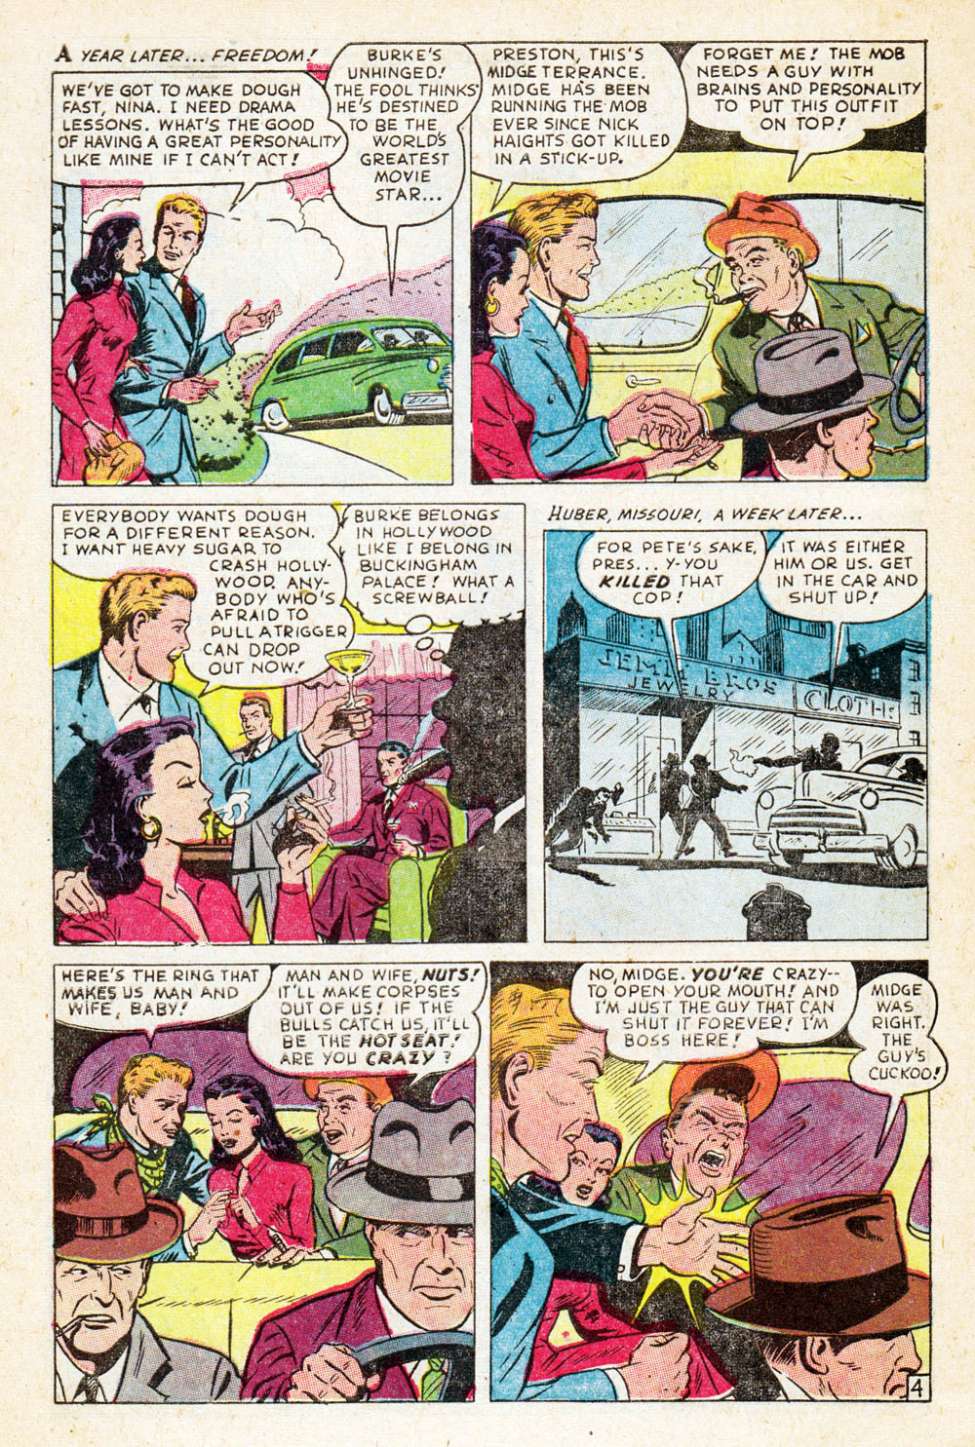 A YEAR LATER... FREEDOM!
WE'VE GOT TO MAKE DOUGH
FAST, NINA. I NEED DRAMA
LESSONS. WHAT'S THE GOOD
OF HAVING A GREAT PERSONALITY
LIKE MINE IF I CAN'T ACT!
BURKE'S
UNHINGED!
THE FOOL THINKS
HE'S DESTINED
TO BE THE
WORLD'S
GREATEST
MOVIE
STAR...
PRESTON, THIS'S
MIDGE TERRANCE.
MIDGE HAS BEEN
RUNNING THE MOB
EVER SINCE NICK
HAIGHTS GOT KILLED
IN A STICK-UP.
FORGET ME! THE MOB
NEEDS A GUY WITH
BRAINS AND PERSONALITY
TO PUT THIS OUTFIT
ON TOP!
EVERYBODY WANTS DOUGH
FOR A DIFFERENT REASON.
I WANT HEAVY SUGAR TO
CRASH HOLLY-
WOOD. ANY-
BODY WHO'S
AFRAID TO
PULL A TRIGGER
CAN DROP
OUT NOW!
BURKE BELONGS
IN HOLLYWOOD
LIKE I BELONG IN
BUCKINGHAM
PALACE! WHAT A
SCREWBALL!
HUBER, MISSOURI, A WEEK LATER...
FOR PETE'S SAKE,
PRES... Y-YOU
KILLED THAT
COP!
IT WAS EITHER
HIM OR US. GET
IN THE CAR AND
SHUT UP!
BROS
JEWELRY
CLOTH
HERE'S THE RING THAT
MAKES US MAN AND
WIFE, BABY!
MAN AND WIFE, NUTS!
IT'LL MAKE CORPSES
OUT OF US! IF THE
BULLS CATCH US, IT'LL
BE THE HOT SEAT!
ARE YOU CRAZY?
NO, MIDGE. YOU'RE CRAZY--
TO OPEN YOUR MOUTH! AND
I'M JUST THE GUY THAT CAN
SHUT IT FOREVER! I'M
BOSS HERE!
MIDGE
WAS
RIGHT.
THE
GUY'S
CUCKOO!
4